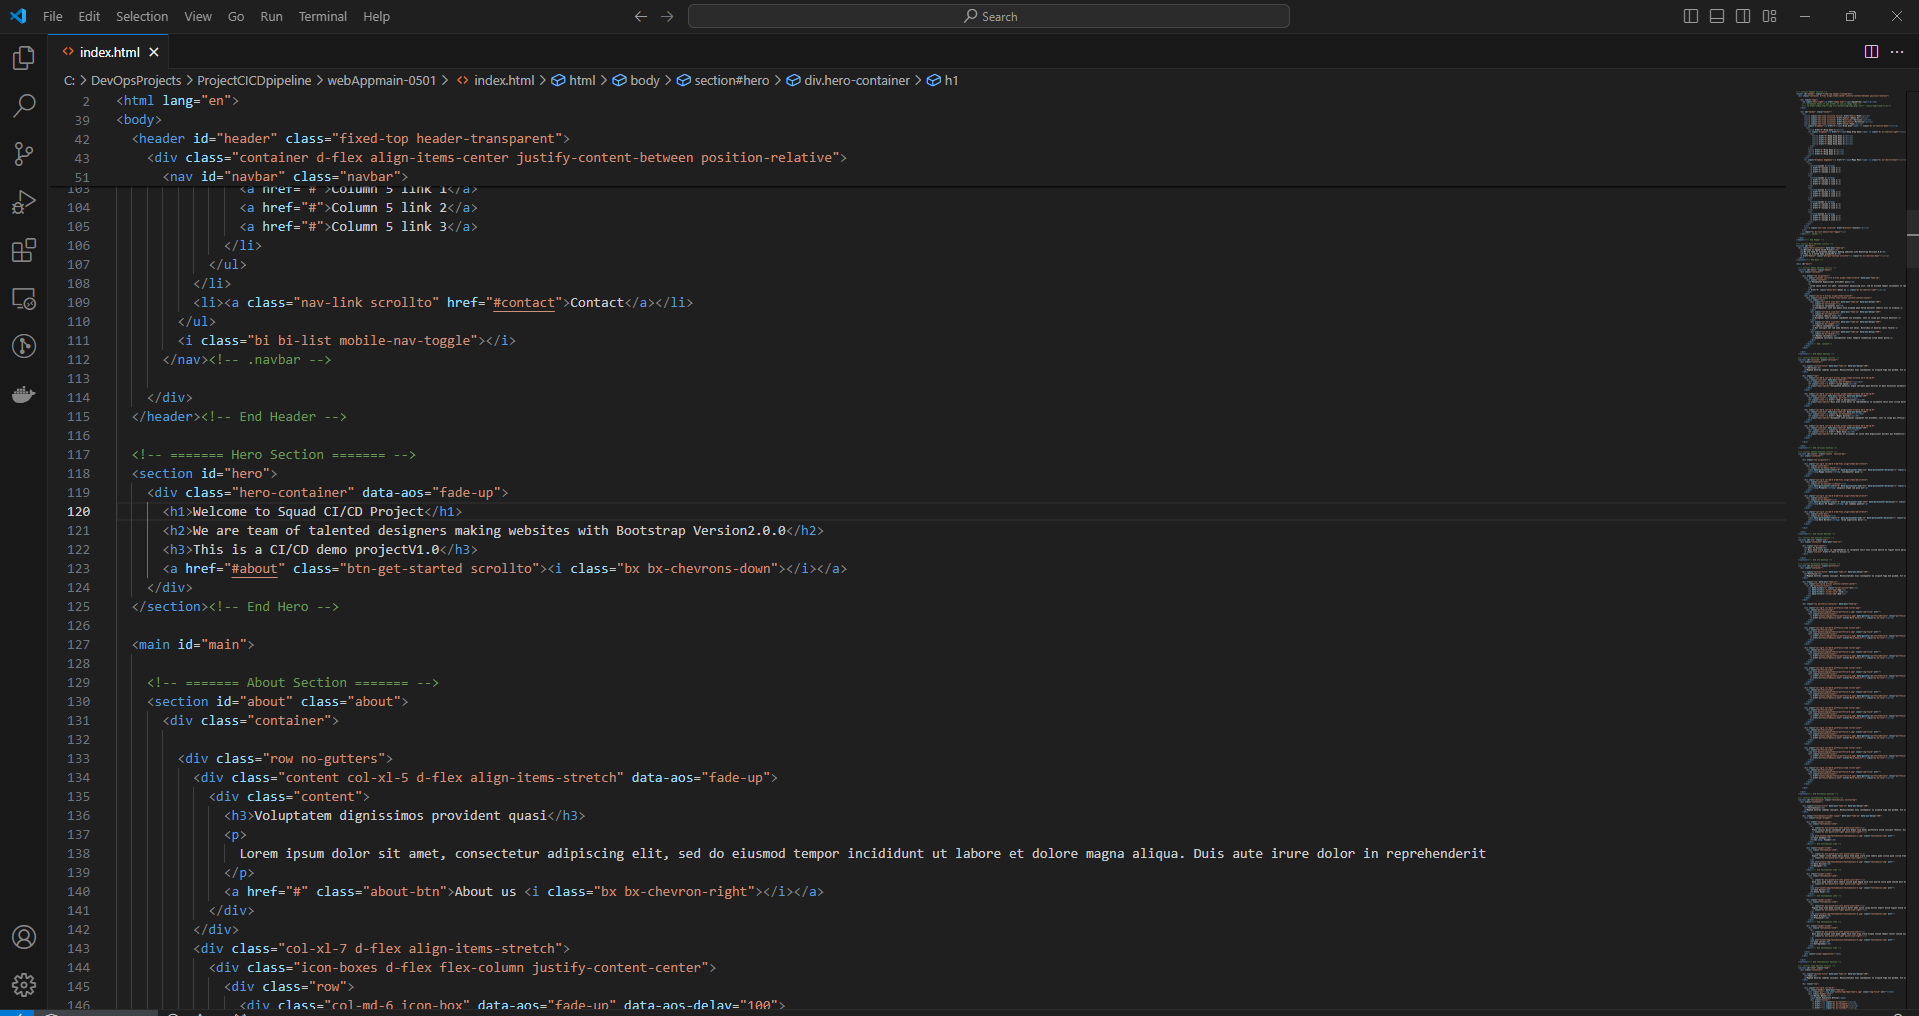 File Edit Selection View Go Run Terminal Help Search
index.html
C: > DevOpsProjects > ProjectCICDpipeline > webAppmain-0501 > index.html > html > body > section#hero > div.hero-container > h1
2 <html lang="en">
39 <body>
42 <header id="header" class="fixed-top header-transparent">
43 <div class="container d-flex align-items-center justify-content-between position-relative">
51 <nav id="navbar" class="navbar">
103 <a href="#">Column 5 link 1</a>
104 <a href="#">Column 5 link 2</a>
105 <a href="#">Column 5 link 3</a>
106 </li>
107 </ul>
108 </li>
109 <li><a class="nav-link scrollto" href="#contact">Contact</a></li>
110 </ul>
111 <i class="bi bi-list mobile-nav-toggle"></i>
112 </nav><!-- .navbar -->
113
114 </div>
115 </header><!-- End Header -->
116
117 <!-- ======= Hero Section ======= -->
118 <section id="hero">
119 <div class="hero-container" data-aos="fade-up">
120 <h1>Welcome to Squad CI/CD Project</h1>
121 <h2>We are team of talented designers making websites with Bootstrap Version2.0.0</h2>
122 <h3>This is a CI/CD demo projectV1.0</h3>
123 <a href="#about" class="btn-get-started scrollto"><i class="bx bx-chevrons-down"></i></a>
124 </div>
125 </section><!-- End Hero -->
126
127 <main id="main">
128
129 <!-- ======= About Section ======= -->
130 <section id="about" class="about">
131 <div class="container">
132
133 <div class="row no-gutters">
134 <div class="content col-xl-5 d-flex align-items-stretch" data-aos="fade-up">
135 <div class="content">
136 <h3>Voluptatem dignissimos provident quasi</h3>
137 <p>
138 Lorem ipsum dolor sit amet, consectetur adipiscing elit, sed do eiusmod tempor incididunt ut labore et dolore magna aliqua. Duis aute irure dolor in reprehenderit
139 </p>
140 <a href="#" class="about-btn">About us <i class="bx bx-chevron-right"></i></a>
141 </div>
142 </div>
143 <div class="col-xl-7 d-flex align-items-stretch">
144 <div class="icon-boxes d-flex flex-column justify-content-center">
145 <div class="row">
146 <div class="col-md-6 icon-box" data-aos="fade-up" data-aos-delay="100">